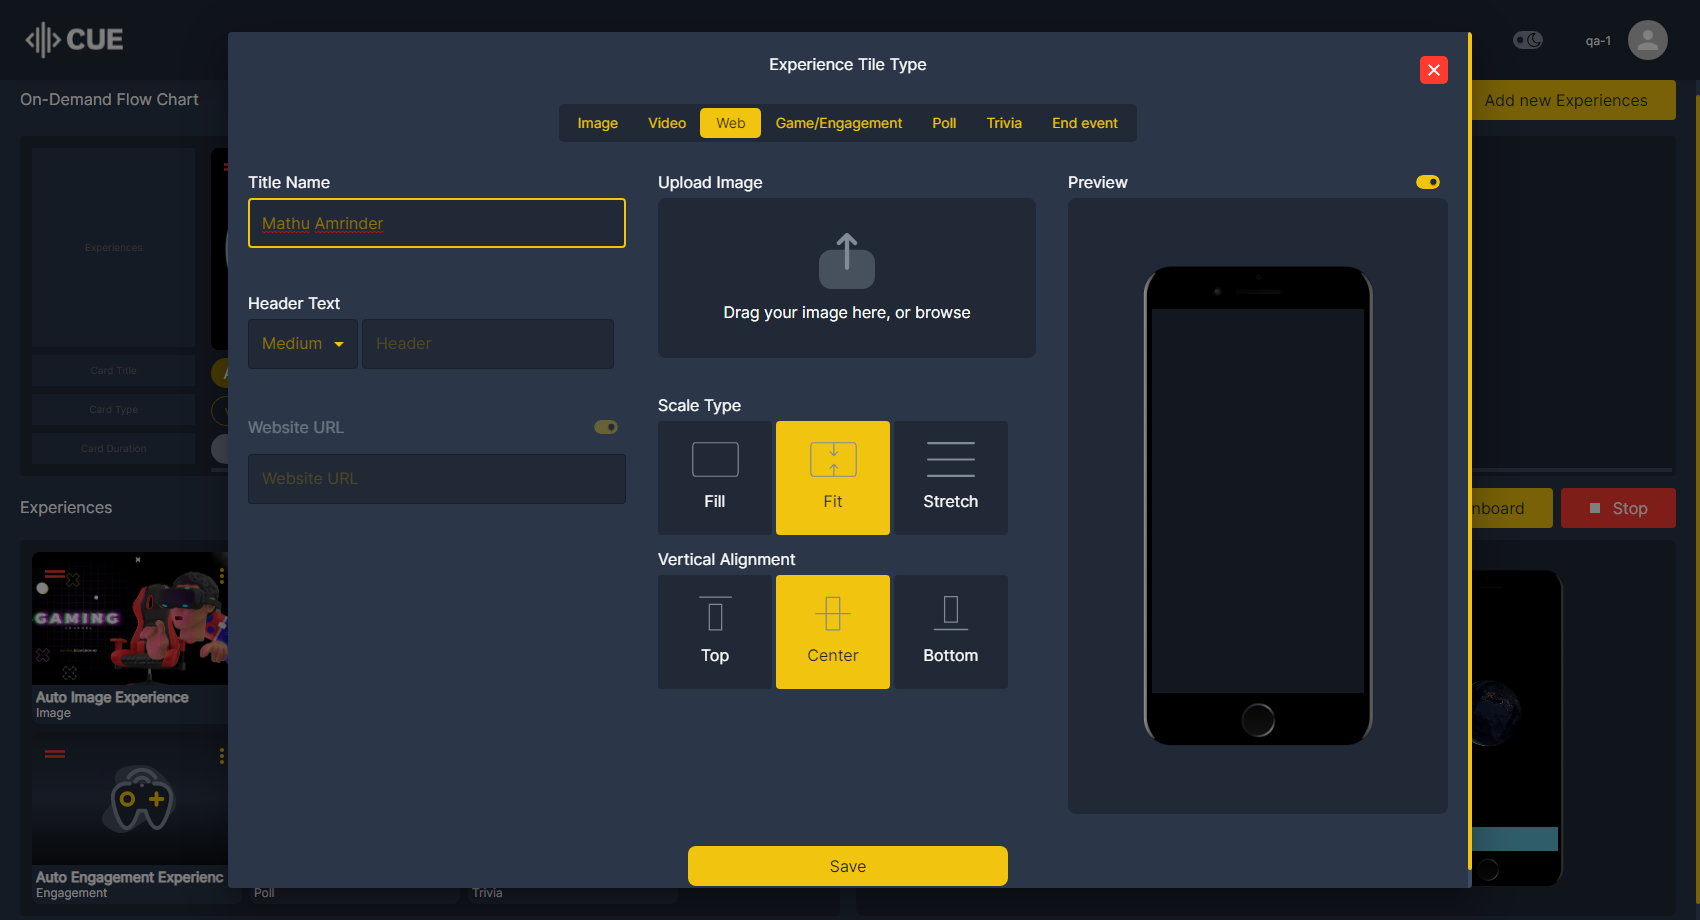 CUE
qa-1
On-Demand Flow Chart
Add new Experiences
Experience Tile Type
Image
Video
Web
Game/Engagement
Poll
Trivia
End event
Title Name
Mathu Amrinder
Header Text
Medium
Header
Website URL
Website URL
Upload Image
Drag your image here, or browse
Scale Type
Fill
Fit
Stretch
Vertical Alignment
Top
Center
Bottom
Preview
Save
Experiences
Card Title
Card Type
Card Duration
Experiences
nboard
Stop
GAMING
Auto Image Experience
Image
Auto Engagement Experienc
Engagement
Poll
Trivia